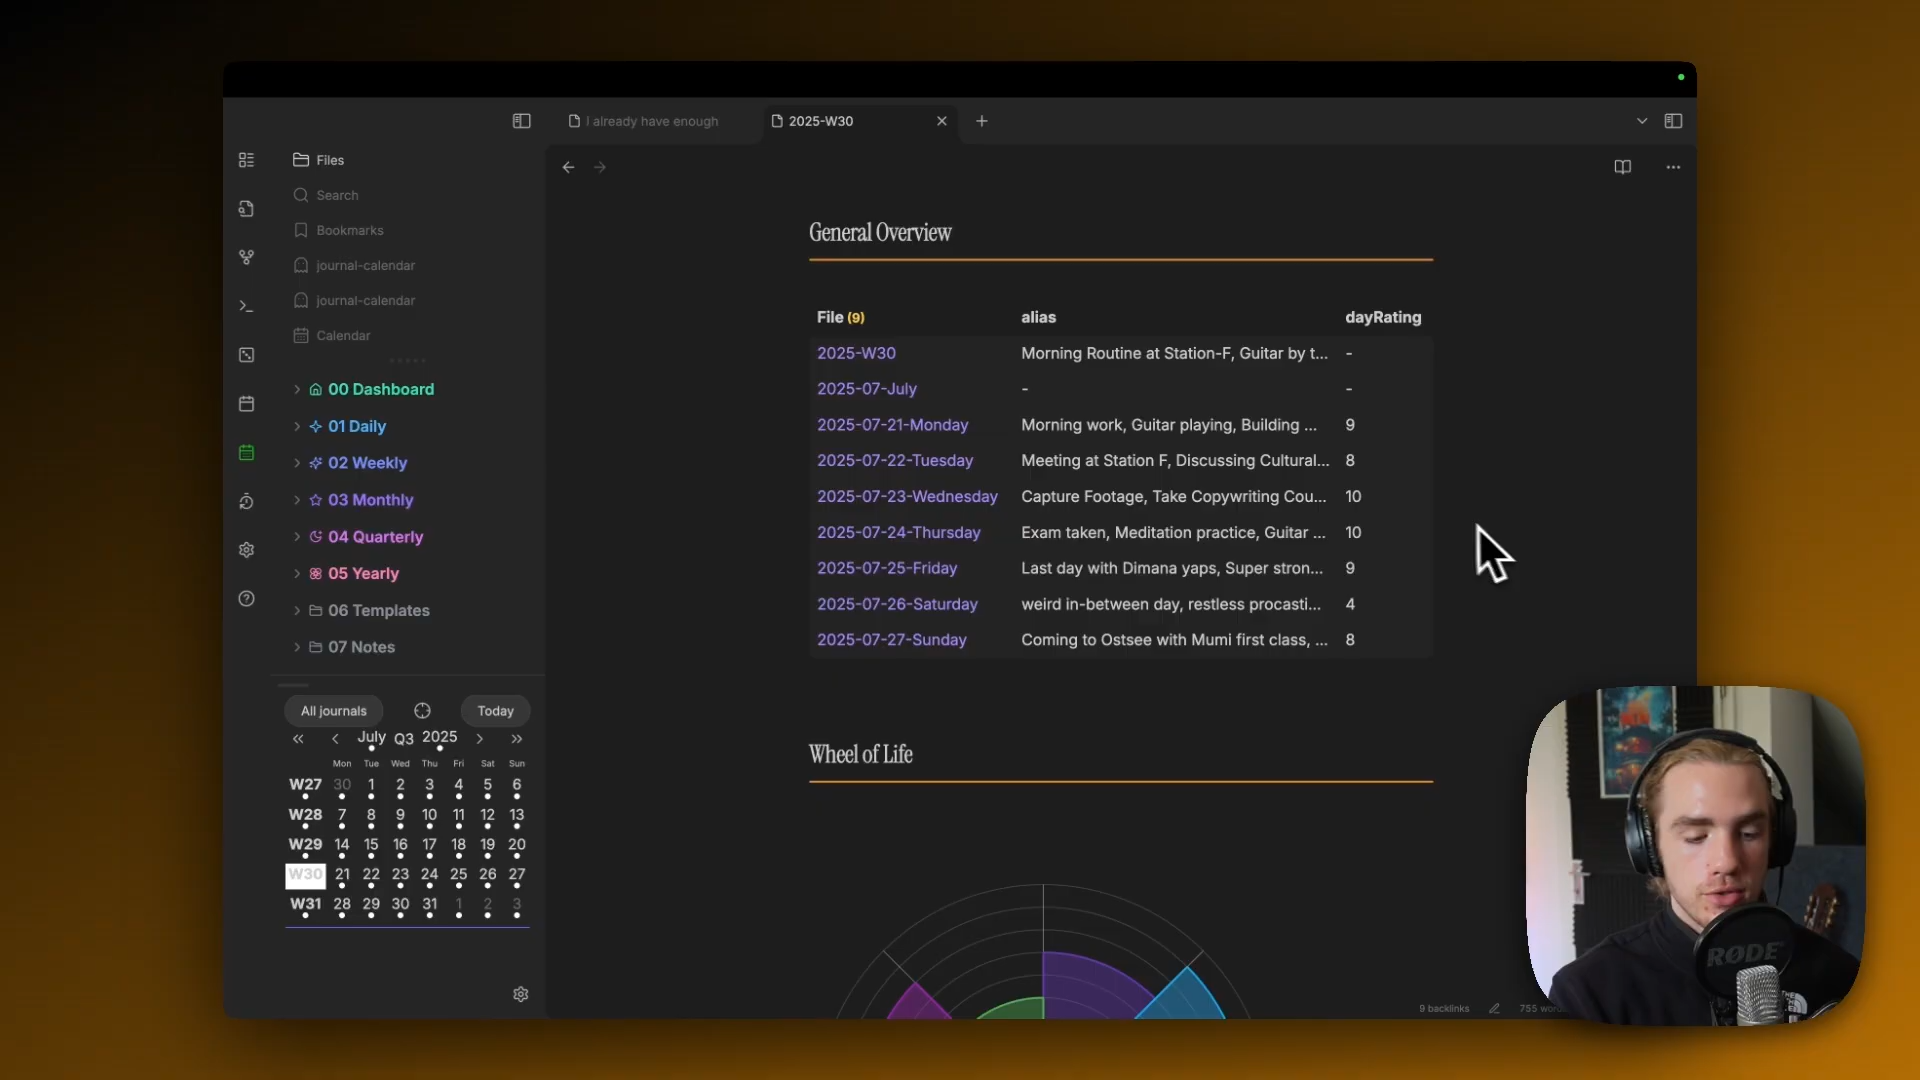 I already have enough
2025-W30
Files
Search
Bookmarks
journal-calendar
journal-calendar
Calendar
00 Dashboard
01 Daily
02 Weekly
03 Monthly
04 Quarterly
05 Yearly
06 Templates
07 Notes
All journals
Today
July Q3 2025
Mon Tue Wed Thu Fri Sat Sun
W27 30 1 2 3 4 5 6
W28 7 8 9 10 11 12 13
W29 14 15 16 17 18 19 20
W30 21 22 23 24 25 26 27
W31 28 29 30 31 1 2 3
General Overview
File (9) alias dayRating
2025-W30 Morning Routine at Station-F, Guitar by t... -
2025-07-July - -
2025-07-21-Monday Morning work, Guitar playing, Building ... 9
2025-07-22-Tuesday Meeting at Station F, Discussing Cultural... 8
2025-07-23-Wednesday Capture Footage, Take Copywriting Cou... 10
2025-07-24-Thursday Exam taken, Meditation practice, Guitar ... 10
2025-07-25-Friday Last day with Dimana yaps, Super stron... 9
2025-07-26-Saturday weird in-between day, restless procasti... 4
2025-07-27-Sunday Coming to Ostsee with Mumi first class, ... 8
Wheel of Life
9 backlinks
755 words
RØDE